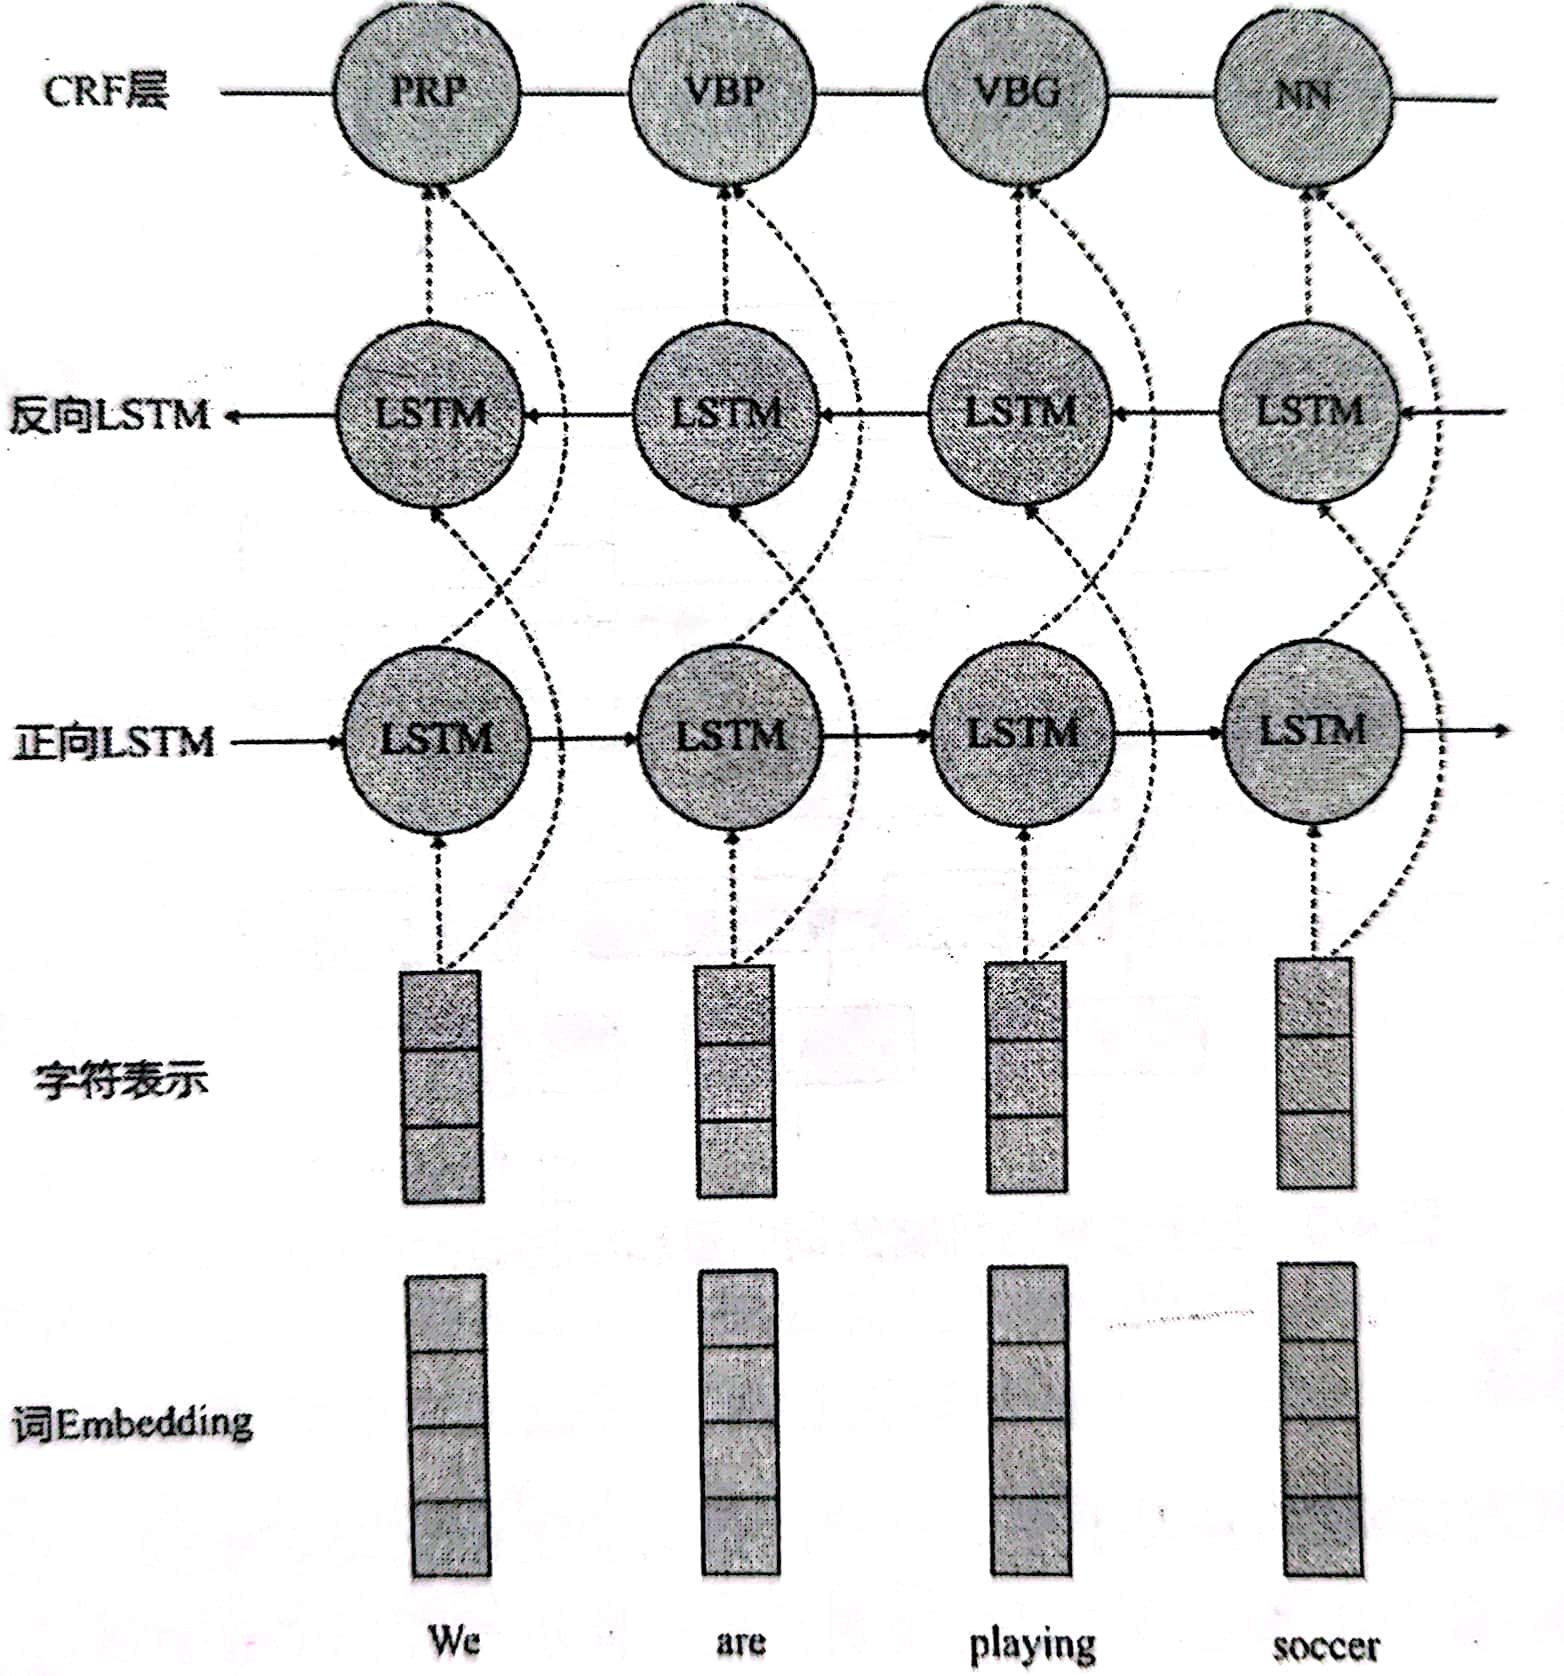 CRF层 PRP VBP VBG NN
反向LSTM LSTM LSTM LSTM LSTM
正向LSTM LSTM LSTM LSTM LSTM
字符表示
词Embedding
We are playing soccer